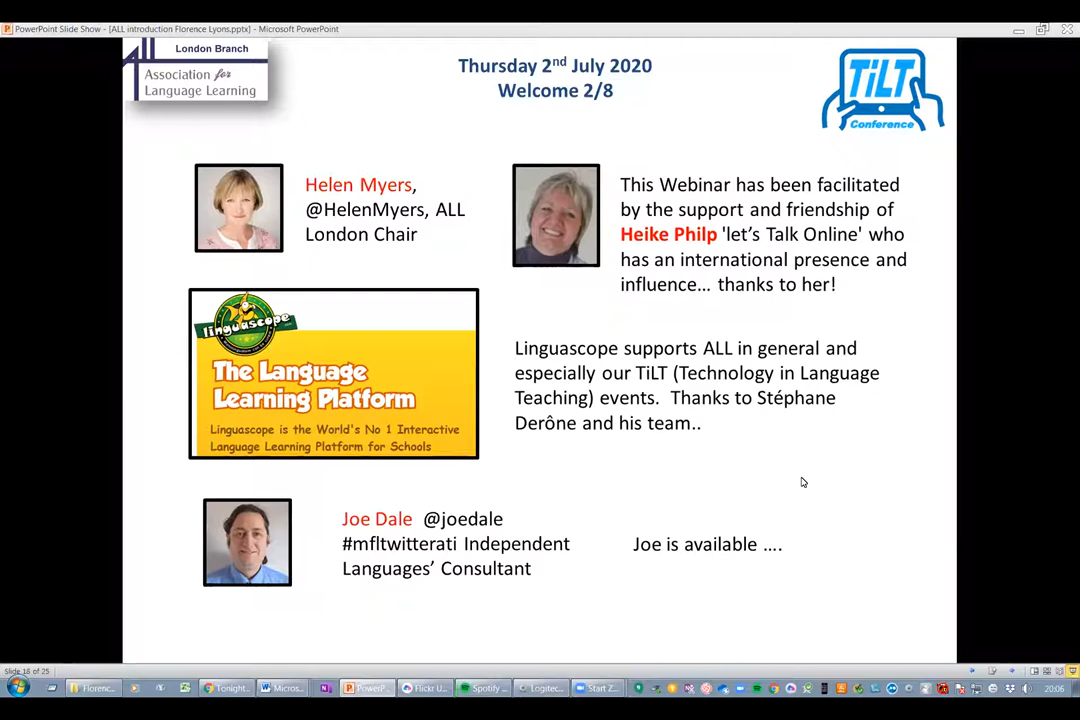 PowerPoint Slide Show - [ALL introduction Florence Lyons.pptx] - Microsoft PowerPoint
London Branch
Association for
Language Learning
Thursday 2nd July 2020
Welcome 2/8
TiLT
Conference
Helen Myers,
@HelenMyers, ALL
London Chair
This Webinar has been facilitated
by the support and friendship of
Heike Philp 'let’s Talk Online' who
has an international presence and
influence… thanks to her!
linguascope
The Language
Learning Platform
Linguascope is the World's No 1 Interactive
Language Learning Platform for Schools
Linguascope supports ALL in general and
especially our TiLT (Technology in Language
Teaching) events.  Thanks to Stéphane
Derône and his team..
Joe Dale  @joedale
#mfltwitterati Independent
Languages’ Consultant
Joe is available ….
Slide 18 of 25
Florenc...
Tonight...
Micros...
PowerP...
Flickr U...
Spotify ...
Logitec...
Start Z...
20:06